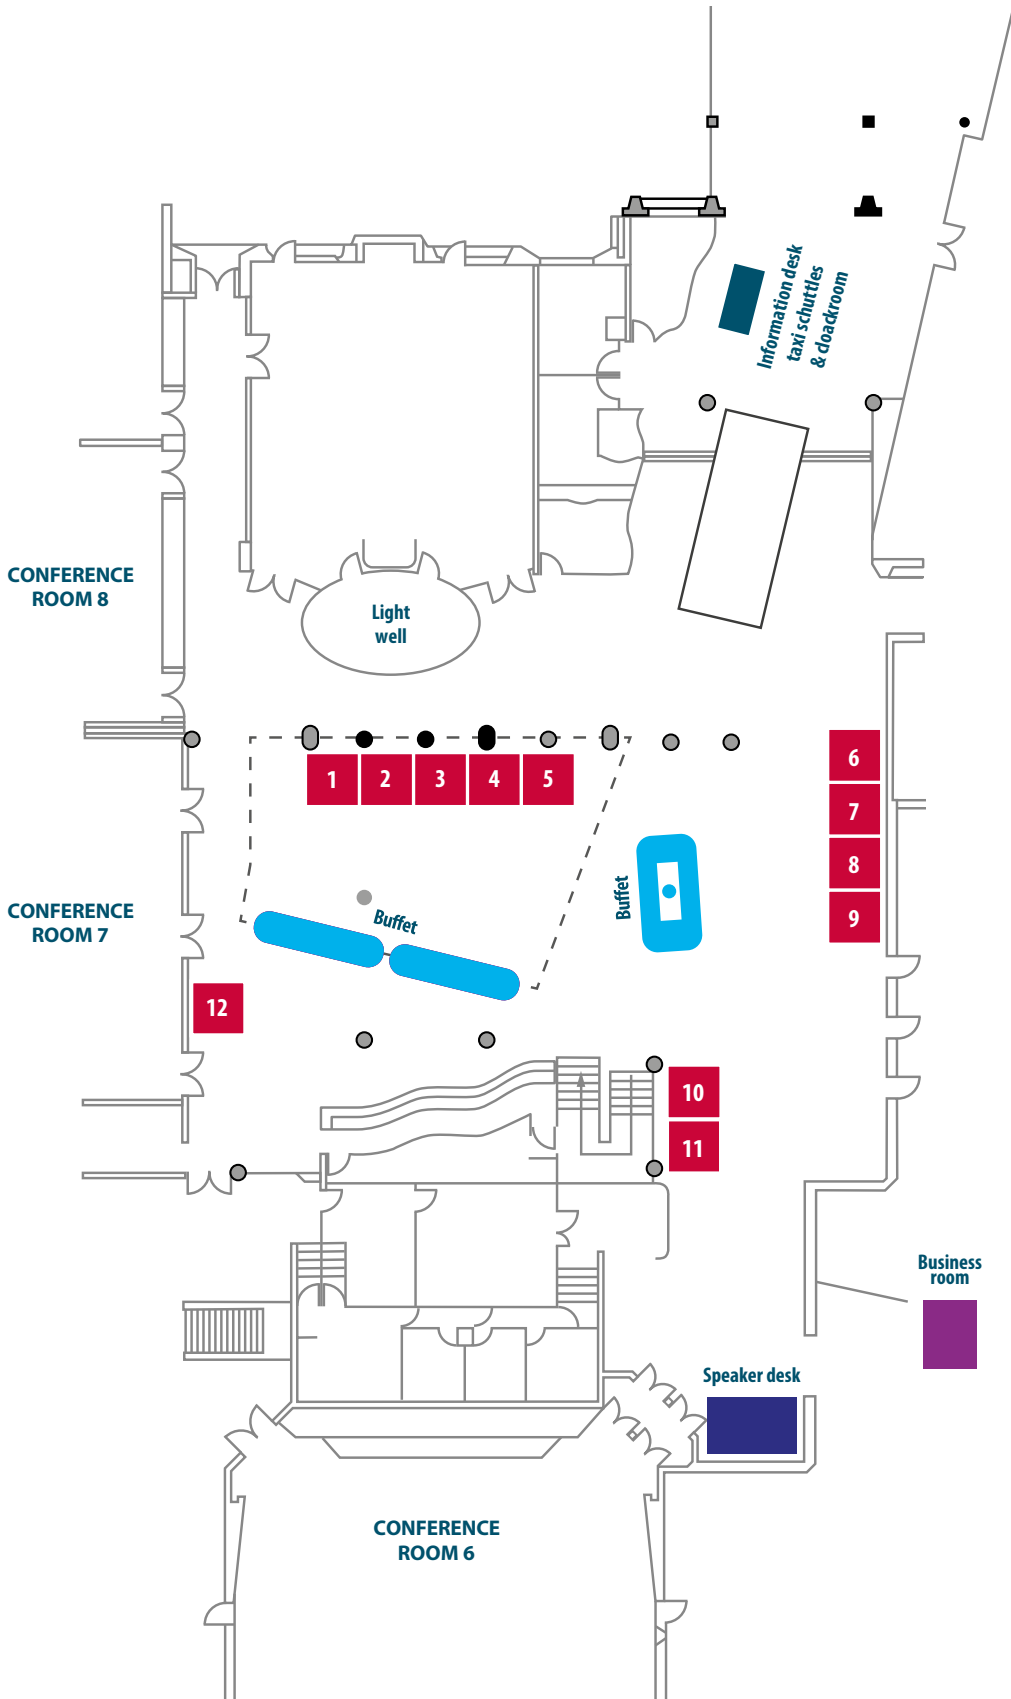 Information desk
taxi schuttles
& cloackroom
CONFERENCE
ROOM 8
Light
well
1
2
3
4
5
6
7
8
9
Buffet
Buffet
CONFERENCE
ROOM 7
12
10
11
Business
room
Speaker desk
CONFERENCE
ROOM 6